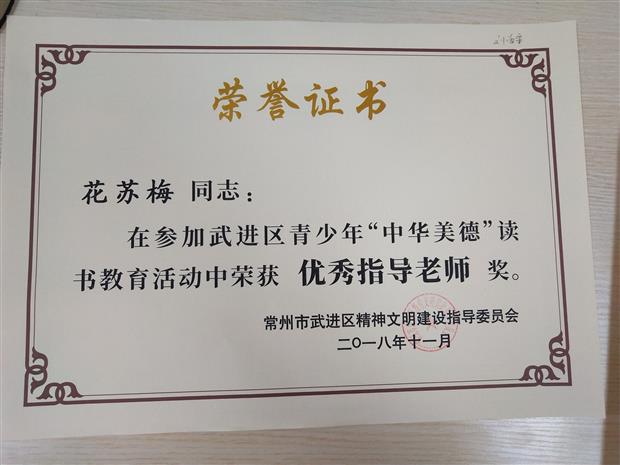 荣誉证书
花苏梅 同志：
在参加武进区青少年“中华美德”读
书教育活动中荣获 优秀指导老师 奖。
常州市武进区精神文明建设指导委员会
二〇一八年十一月